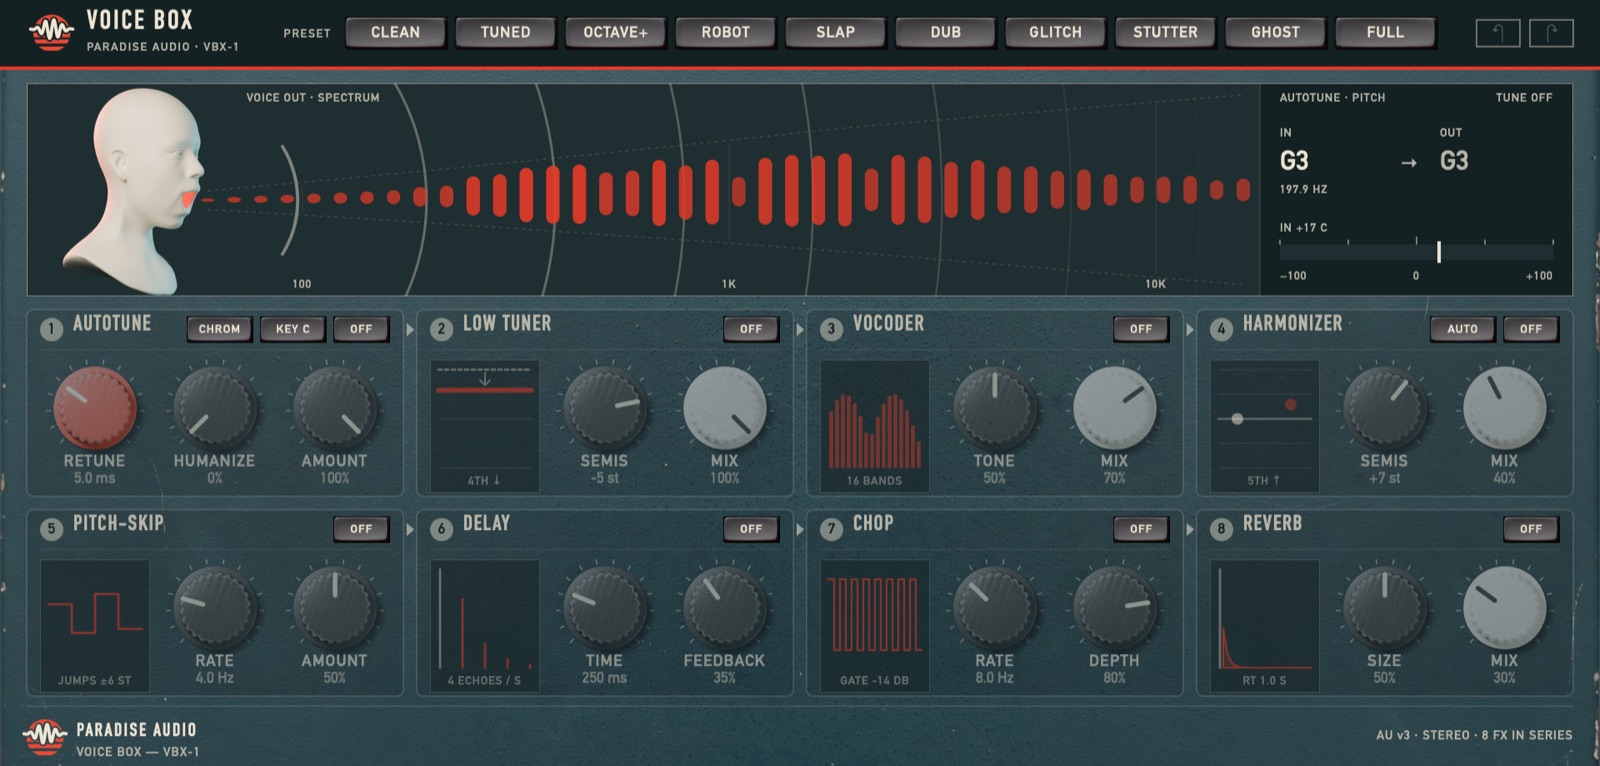 VOICE BOX
PARADISE AUDIO · VBX-1
PRESET
CLEAN
TUNED
OCTAVE+
ROBOT
SLAP
DUB
GLITCH
STUTTER
GHOST
FULL
VOICE OUT · SPECTRUM
100
1K
10K
AUTOTUNE · PITCH
TUNE OFF
IN
OUT
G3 → G3
197.9 HZ
IN +17 C
−100
0
+100
1 AUTOTUNE
CHROM
KEY C
OFF
RETUNE
5.0 ms
HUMANIZE
0%
AMOUNT
100%
2 LOW TUNER
OFF
4TH ↓
SEMIS
-5 st
MIX
100%
3 VOCODER
OFF
16 BANDS
TONE
50%
MIX
70%
4 HARMONIZER
AUTO
OFF
5TH ↑
SEMIS
+7 st
MIX
40%
5 PITCH-SKIP
OFF
JUMPS ±6 ST
RATE
4.0 Hz
AMOUNT
50%
6 DELAY
OFF
4 ECHOES / S
TIME
250 ms
FEEDBACK
35%
7 CHOP
OFF
GATE -14 DB
RATE
8.0 Hz
DEPTH
80%
8 REVERB
OFF
RT 1.0 S
SIZE
50%
MIX
30%
PARADISE AUDIO
VOICE BOX — VBX-1
AU v3 · STEREO · 8 FX IN SERIES